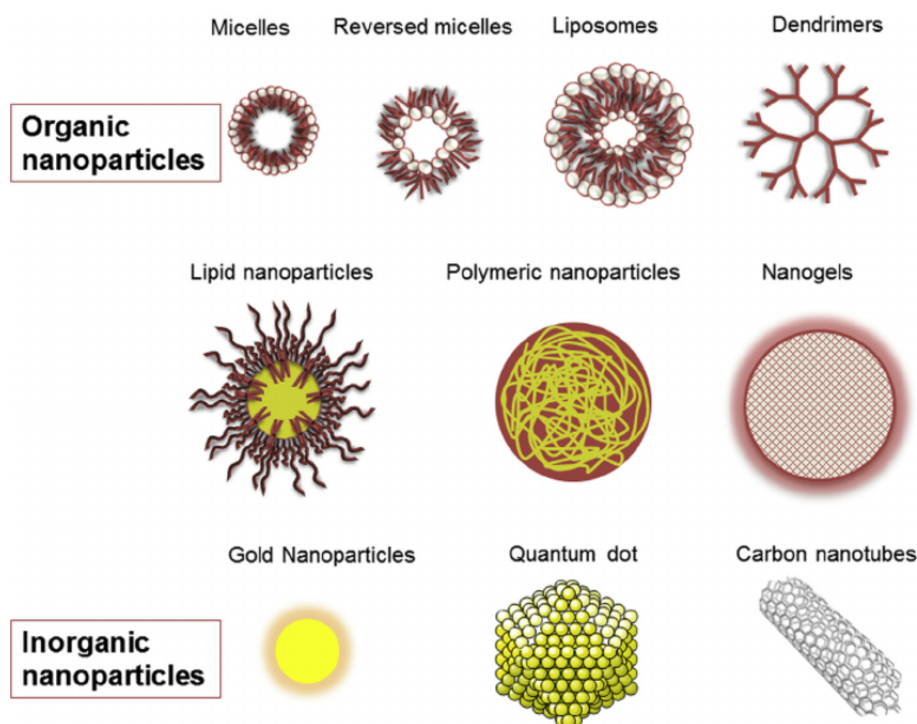 Micelles
Reversed micelles
Liposomes
Dendrimers
Organic
nanoparticles
Lipid nanoparticles
Polymeric nanoparticles
Nanogels
Gold Nanoparticles
Quantum dot
Carbon nanotubes
Inorganic
nanoparticles